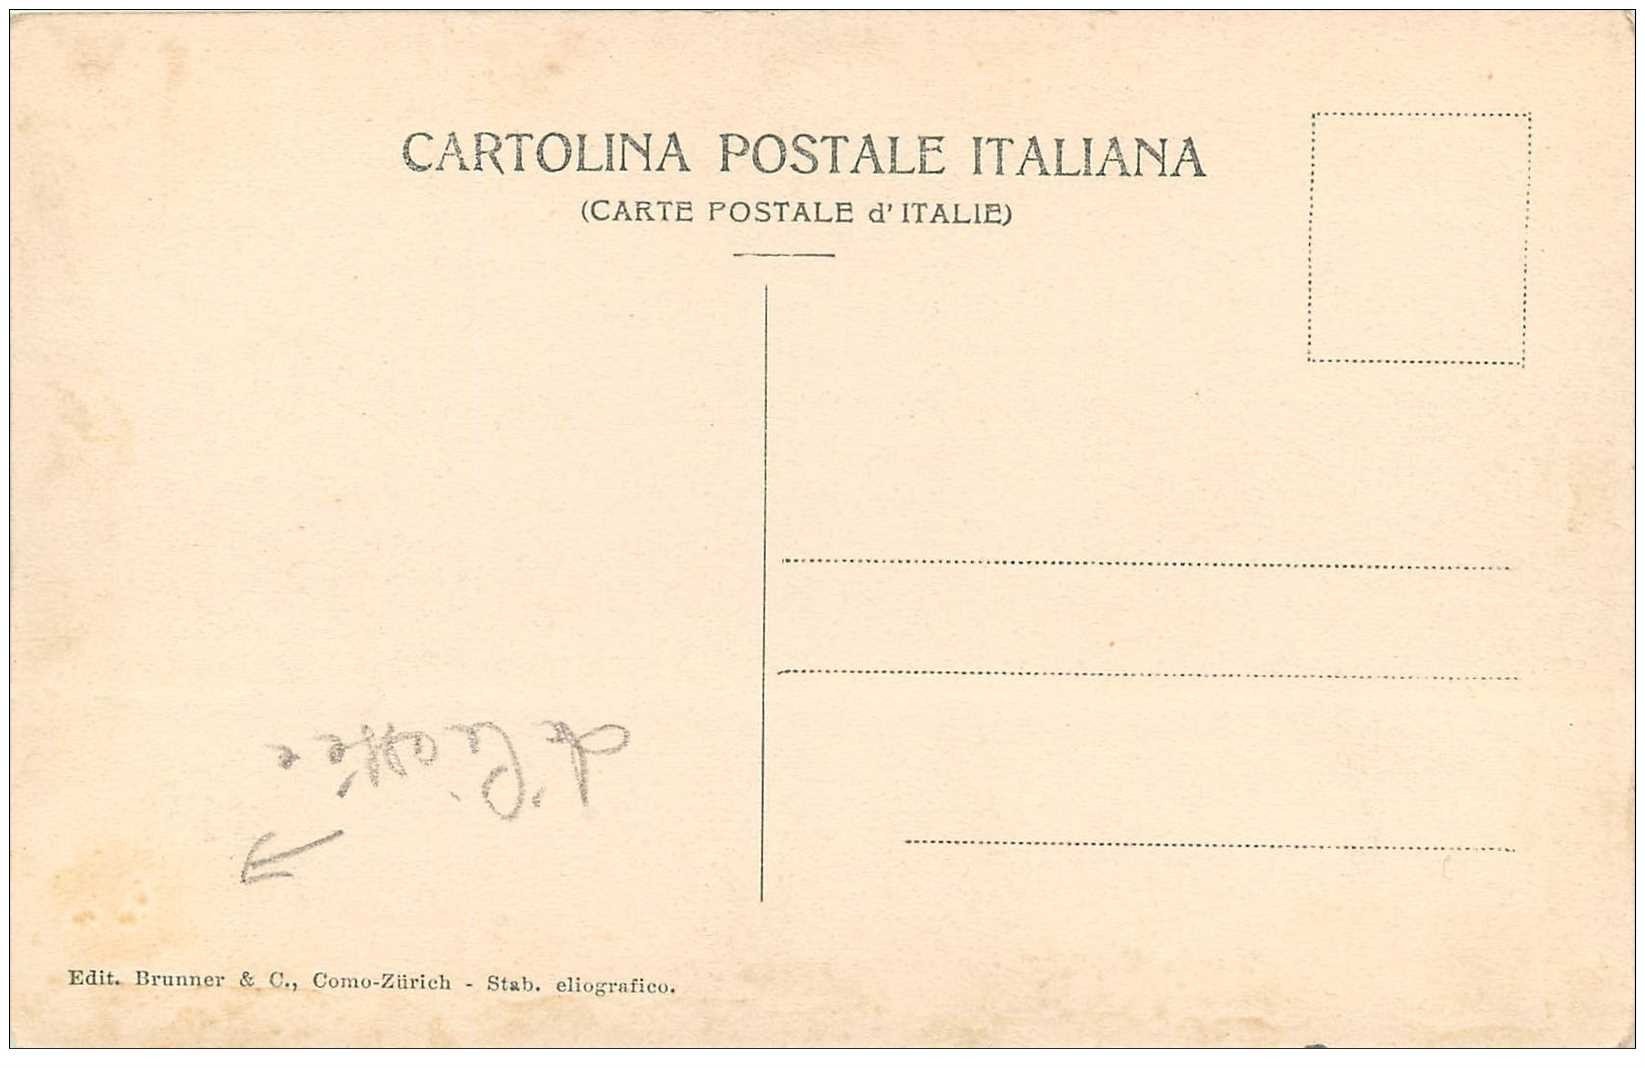 CARTOLINA POSTALE ITALIANA
(CARTE POSTALE d'ITALIE)
Edit. Brunner & C., Como-Zürich - Stab. eliografico.